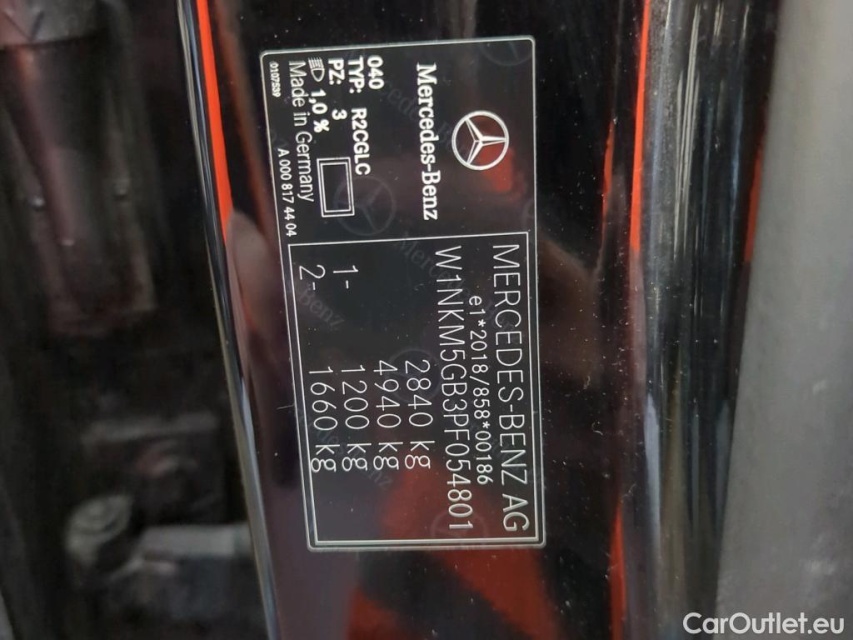 Mercedes-Benz
040
TYP: R2CGLC
PZ: 3
1,0 %
Made in Germany
0107539
A 000 817 44 04
MERCEDES-BENZ AG
e1*2018/858*00186
W1NKM5GB3PF054801
2840 kg
4940 kg
1- 1200 kg
2- 1660 kg
CarOutlet.eu